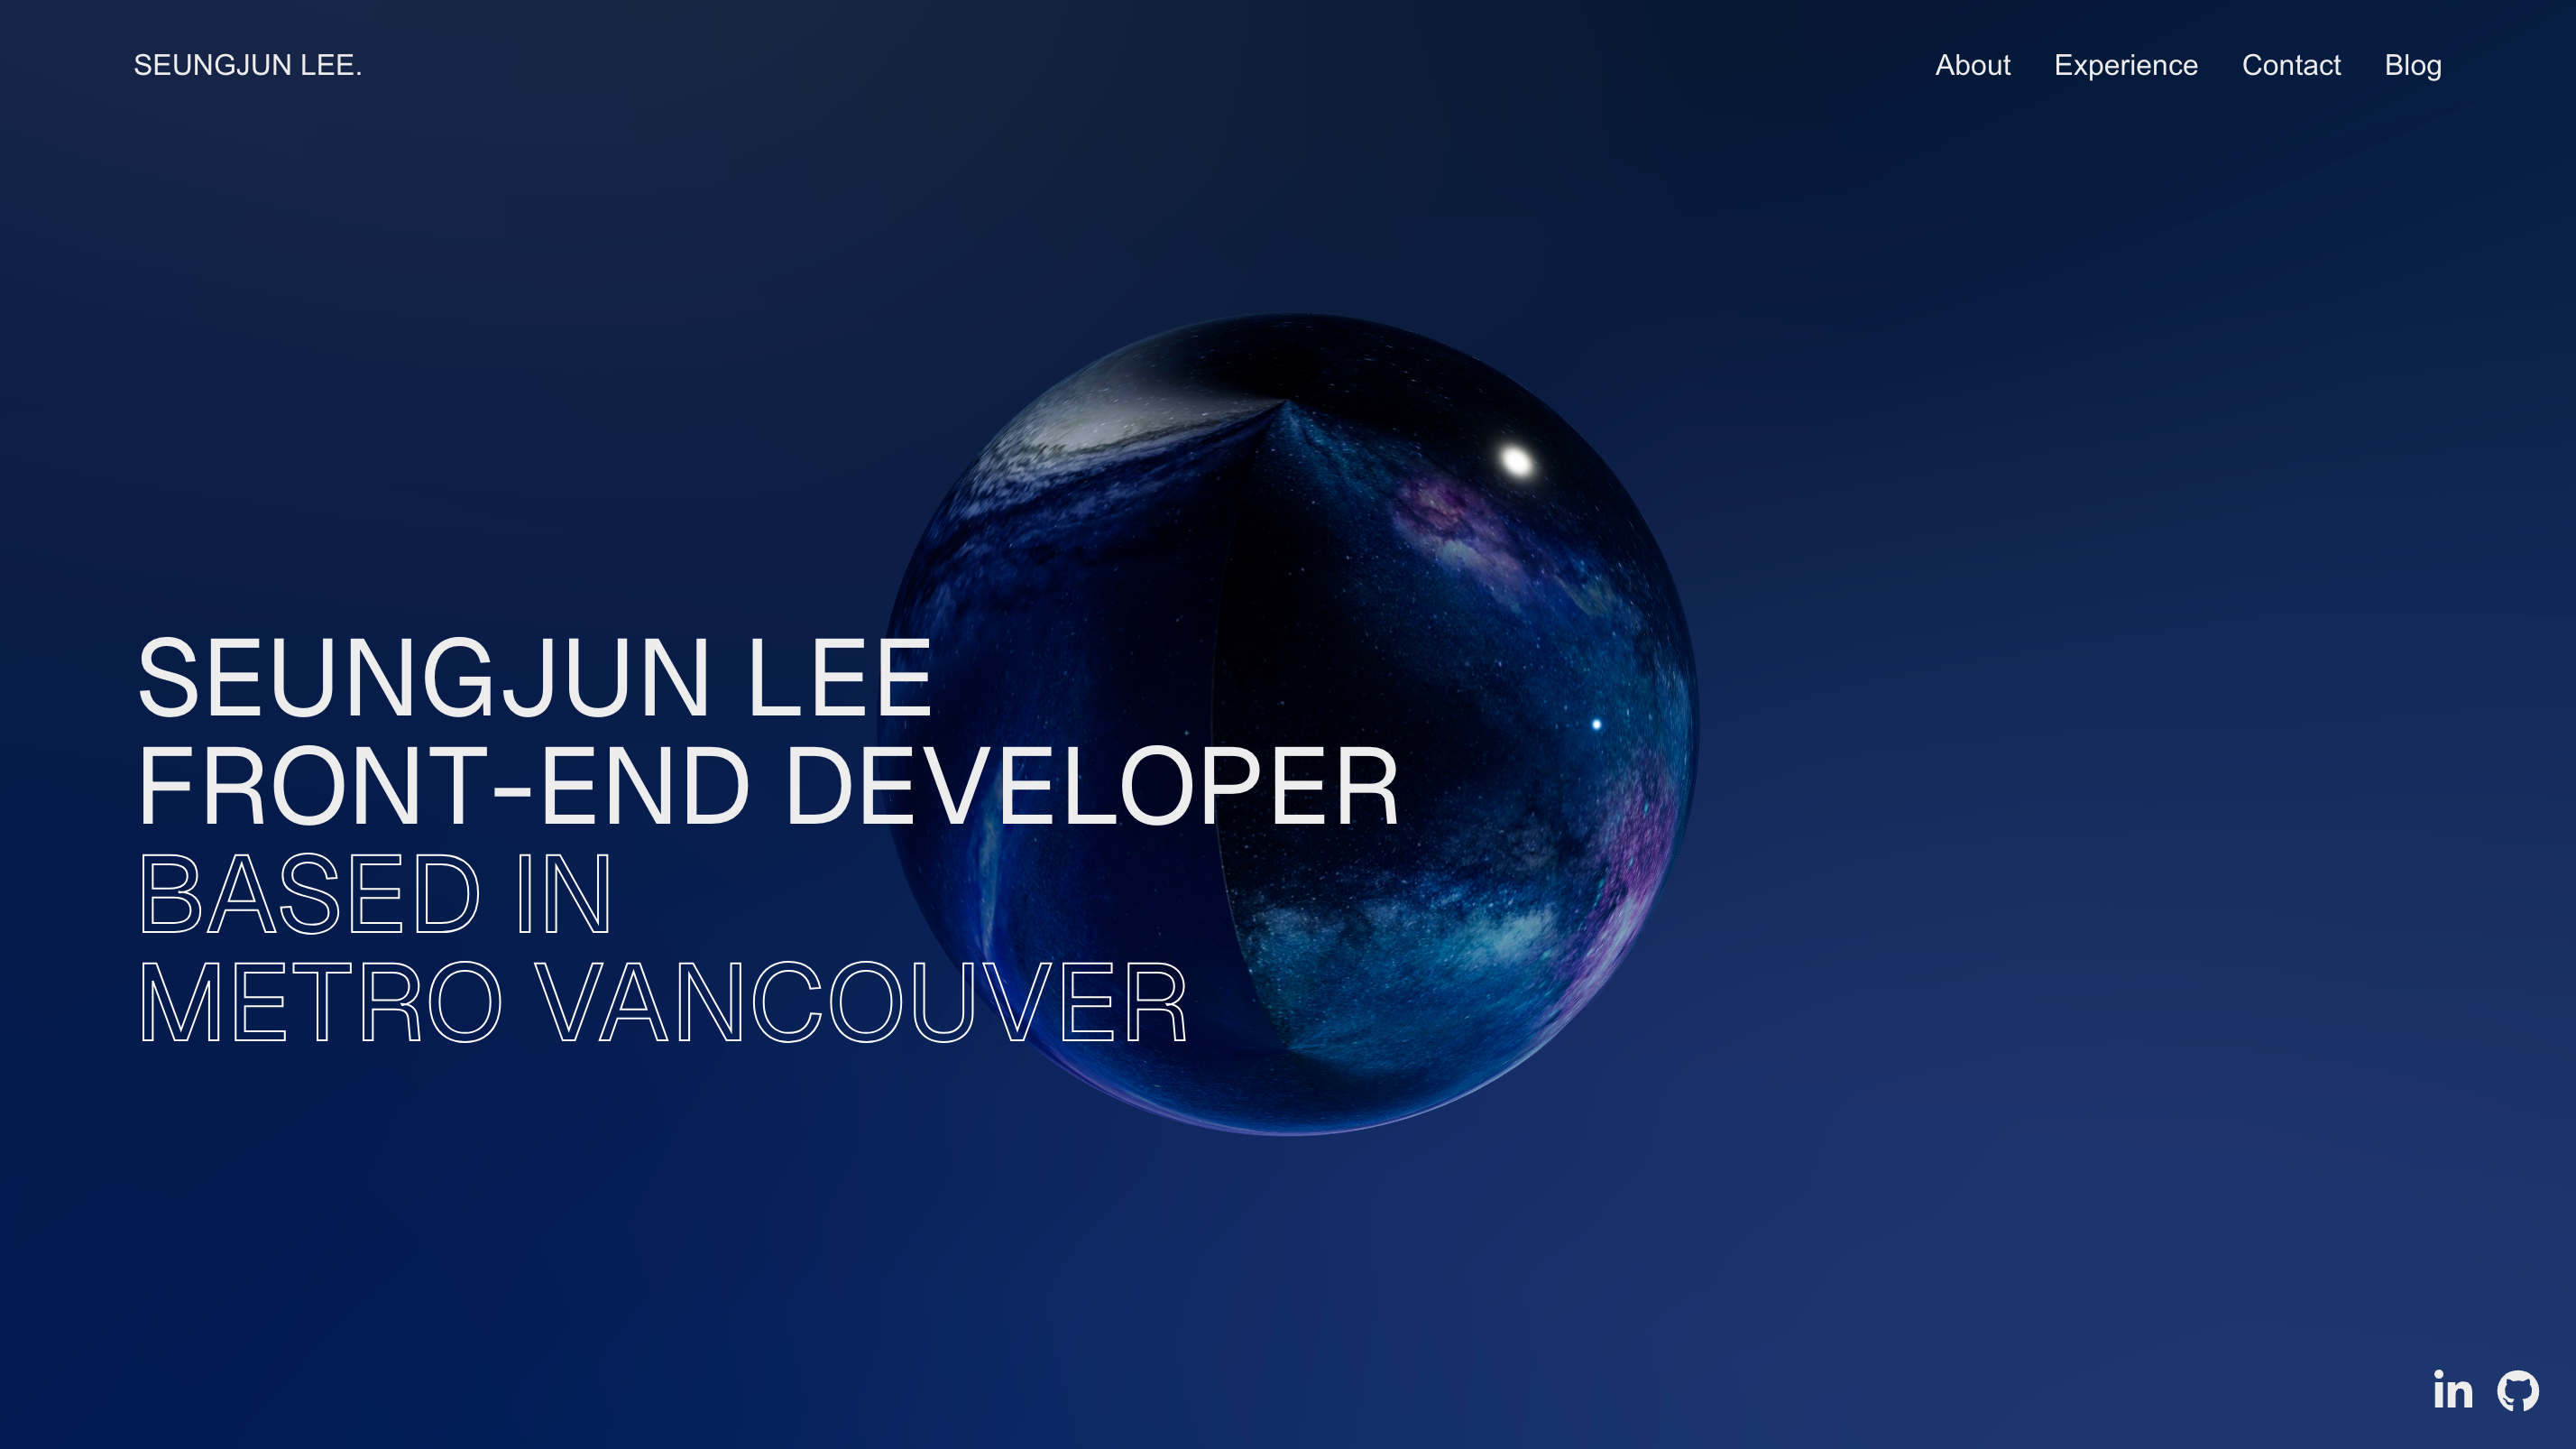 SEUNGJUN LEE.
About Experience Contact Blog
SEUNGJUN LEE
FRONT-END DEVELOPER
BASED IN
METRO VANCOUVER
in